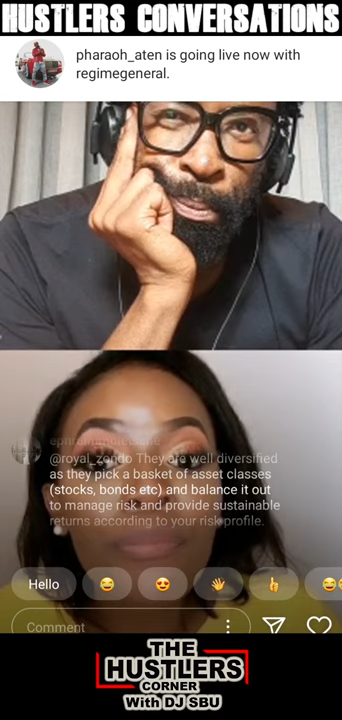 HUSTLERS CONVERSATIONS
pharaoh_aten is going live now with
regimegeneral.
@royal_zondo They are well diversified
as they pick a basket of asset classes
(stocks, bonds etc) and balance it out
to manage risk and provide sustainable
returns according to your risk profile.
Hello
Comment
THE
HUSTLERS
CORNER
With DJ SBU